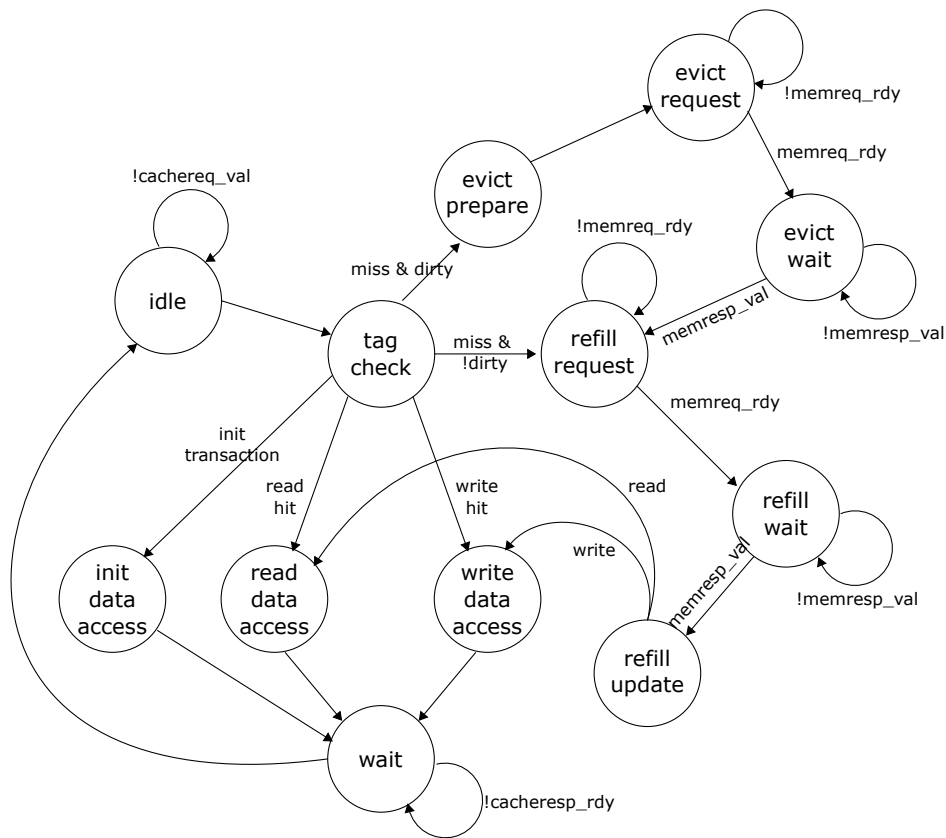 evict
request
!memreq_rdy
memreq_rdy
!cachereq_val
evict
prepare
evict
wait
!memreq_rdy
miss & dirty
idle
memresp_val
!memresp_val
tag
check
miss &
!dirty
refill
request
memreq_rdy
init
transaction
read
hit
write
hit
read
refill
wait
write
memresp_val
!memresp_val
init
data
access
read
data
access
write
data
access
refill
update
wait
!cacheresp_rdy